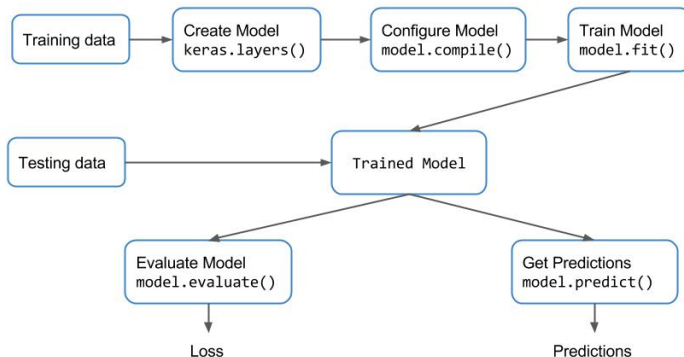 Training data
Create Model
keras.layers()
Configure Model
model.compile()
Train Model
model.fit()
Testing data
Trained Model
Evaluate Model
model.evaluate()
Get Predictions
model.predict()
Loss
Predictions